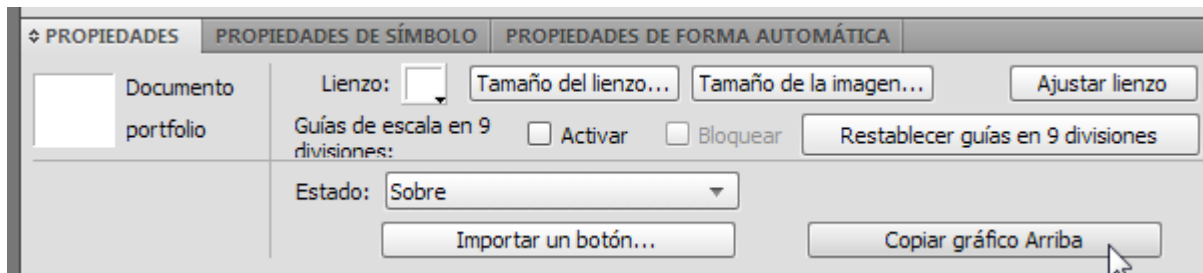 PROPIEDADES PROPIEDADES DE SÍMBOLO PROPIEDADES DE FORMA AUTOMÁTICA
Documento
portfolio
Lienzo: Tamaño del lienzo... Tamaño de la imagen... Ajustar lienzo
Guías de escala en 9
divisiones:
Activar Bloquear Restablecer guías en 9 divisiones
Estado: Sobre
Importar un botón... Copiar gráfico Arriba